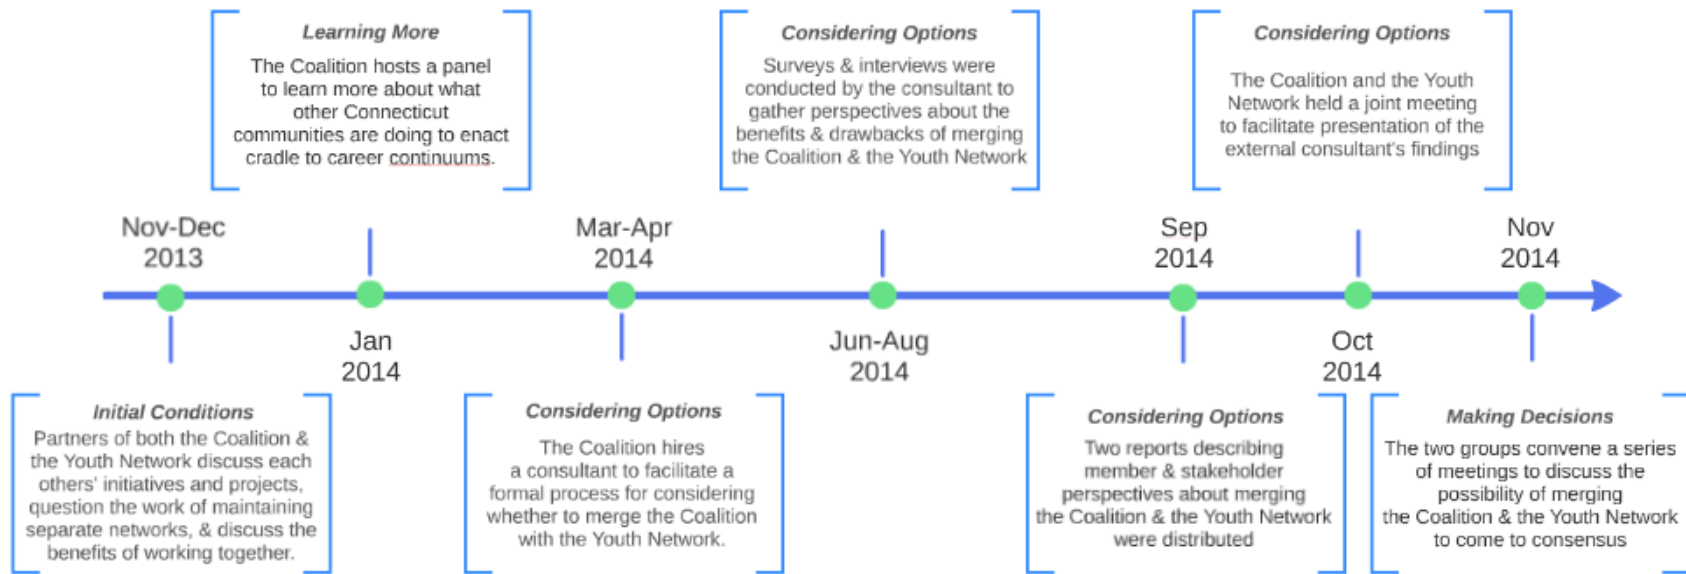 Learning More
The Coalition hosts a panel
to learn more about what
other Connecticut
communities are doing to enact
cradle to career continuums.
Considering Options
Surveys & interviews were
conducted by the consultant to
gather perspectives about the
benefits & drawbacks of merging
the Coalition & the Youth Network
Considering Options
The Coalition and the Youth
Network held a joint meeting
to facilitate presentation of the
external consultant's findings
Nov-Dec
2013
Mar-Apr
2014
Sep
2014
Nov
2014
Jan
2014
Jun-Aug
2014
Oct
2014
Initial Conditions
Partners of both the Coalition &
the Youth Network discuss each
others' initiatives and projects,
question the work of maintaining
separate networks, & discuss the
benefits of working together.
Considering Options
The Coalition hires
a consultant to facilitate a
formal process for considering
whether to merge the Coalition
with the Youth Network.
Considering Options
Two reports describing
member & stakeholder
perspectives about merging
the Coalition & the Youth Network
were distributed
Making Decisions
The two groups convene a series
of meetings to discuss the
possibility of merging
the Coalition & the Youth Network
to come to consensus